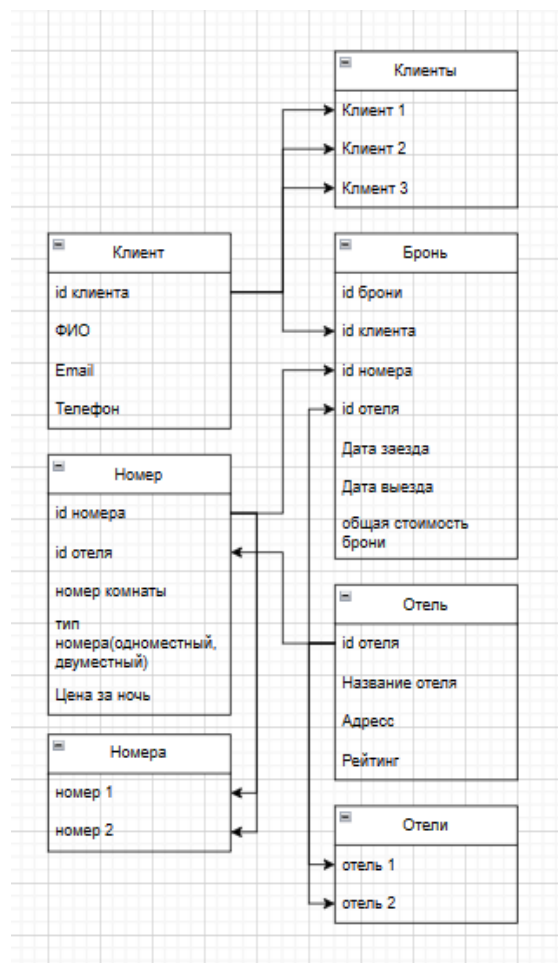 Клиенты
Клиент 1
Клиент 2
Клмент 3
Клиент
id клиента
ФИО
Email
Телефон
Бронь
id брони
id клиента
id номера
id отеля
Дата заезда
Дата выезда
общая стоимость
брони
Номер
id номера
id отеля
номер комнаты
тип
номера(одноместный,
двуместный)
Цена за ночь
Отель
id отеля
Название отеля
Адресс
Рейтинг
Номера
номер 1
номер 2
Отели
отель 1
отель 2